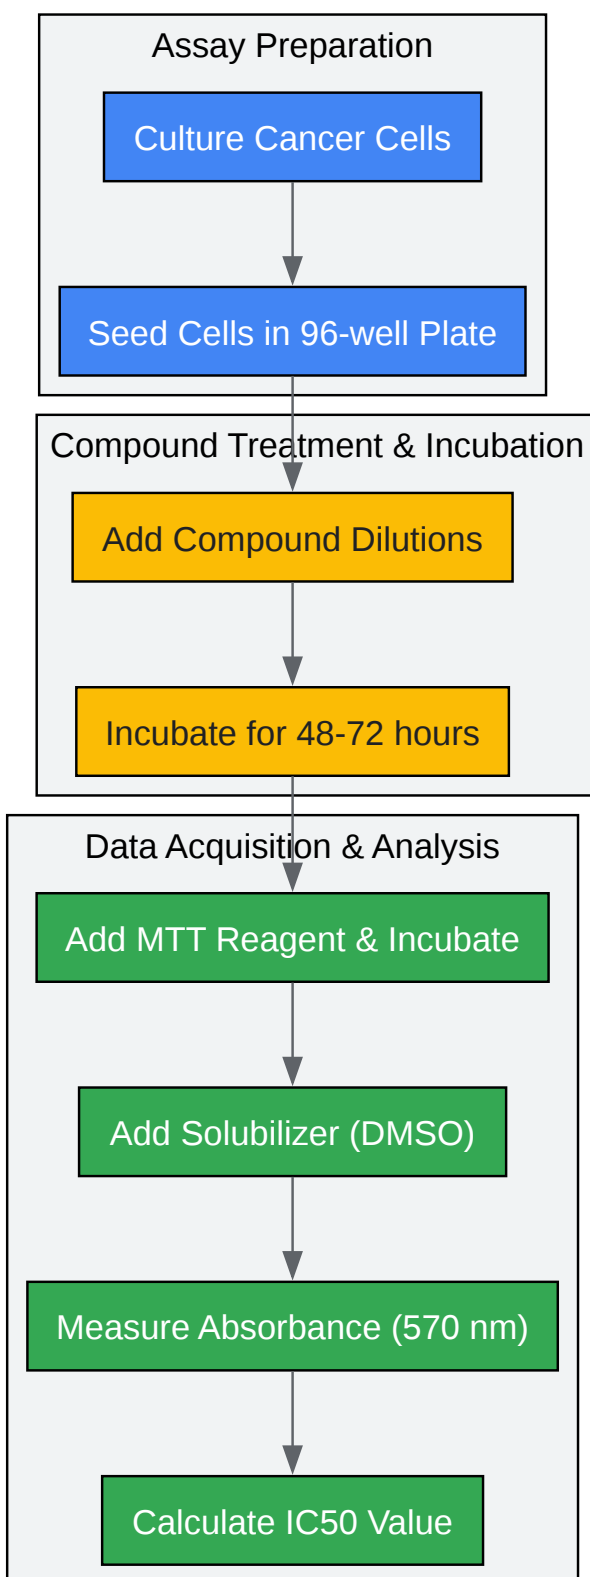 Assay Preparation
Culture Cancer Cells
Seed Cells in 96-well Plate
Compound Treatment & Incubation
Add Compound Dilutions
Incubate for 48-72 hours
Data Acquisition & Analysis
Add MTT Reagent & Incubate
Add Solubilizer (DMSO)
Measure Absorbance (570 nm)
Calculate IC50 Value